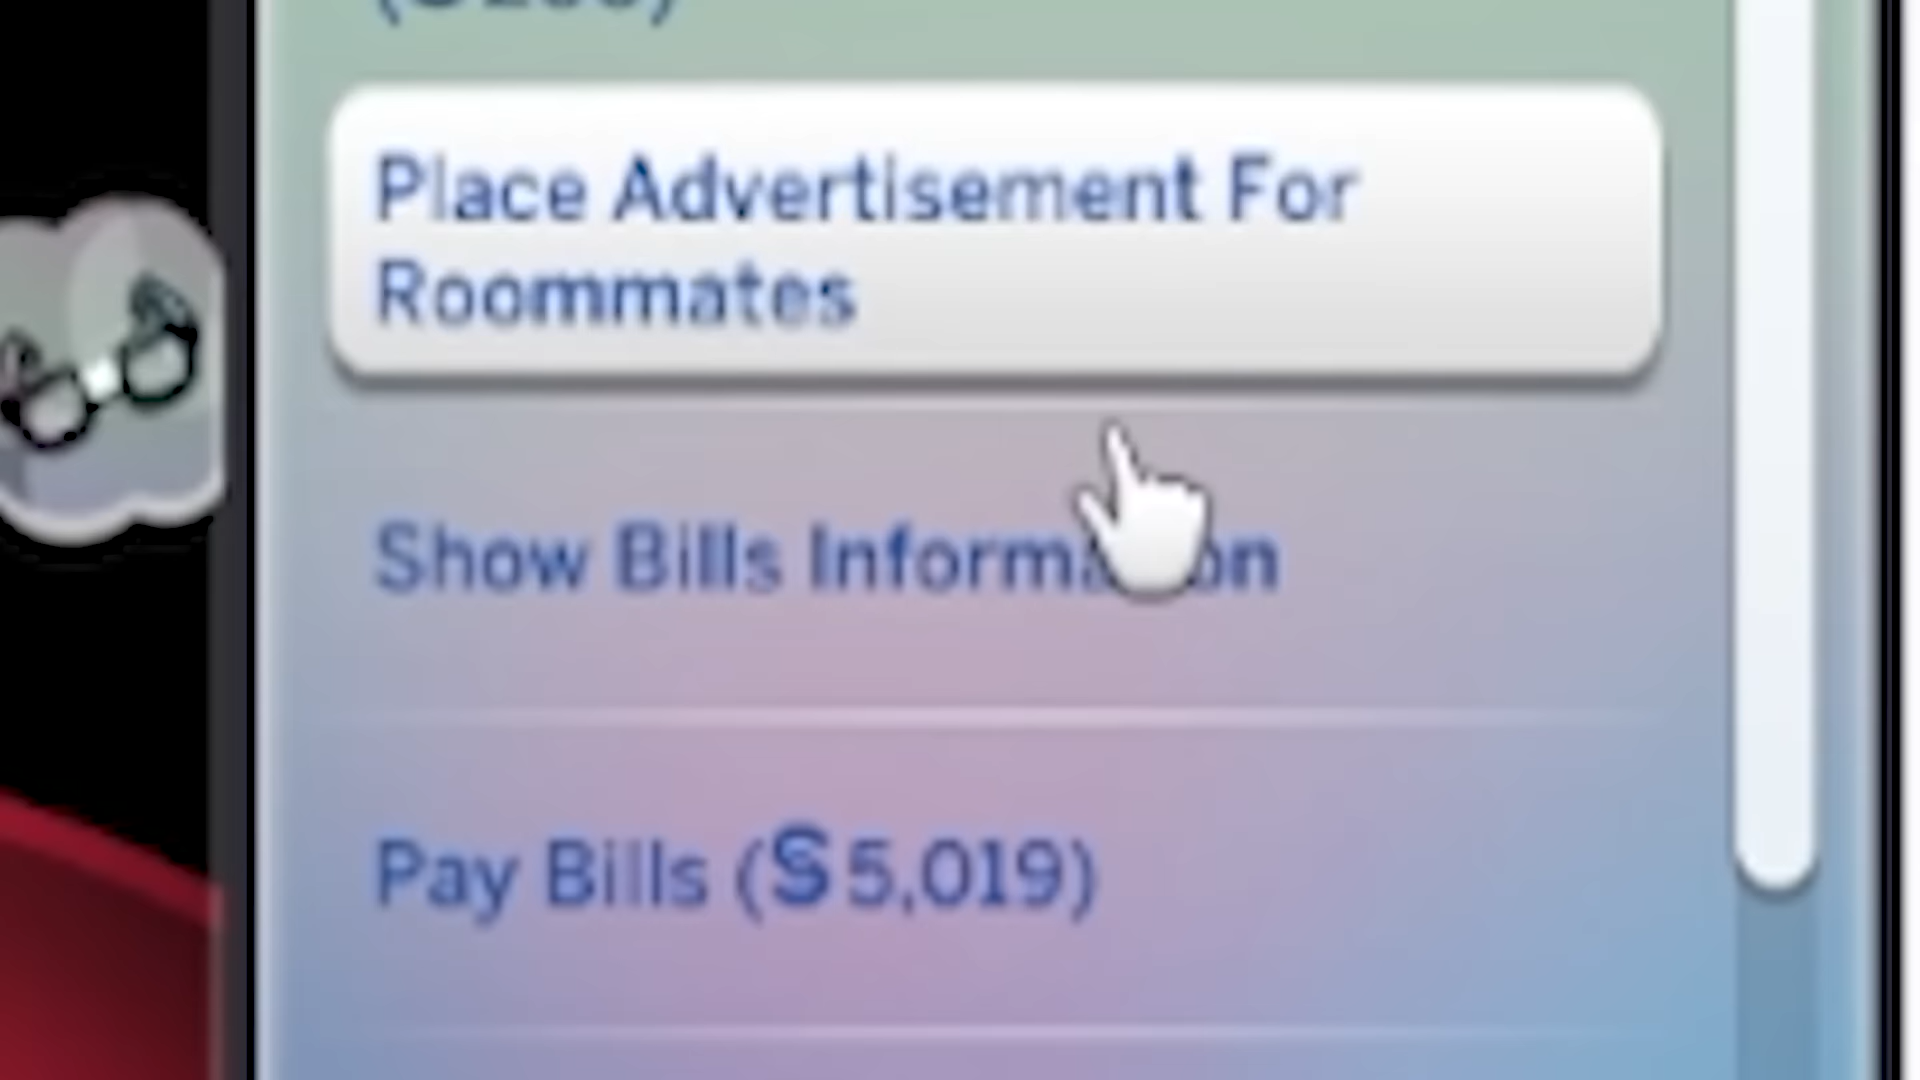 Place Advertisement For
Roommates
Show Bills Information
Pay Bills (§5,019)